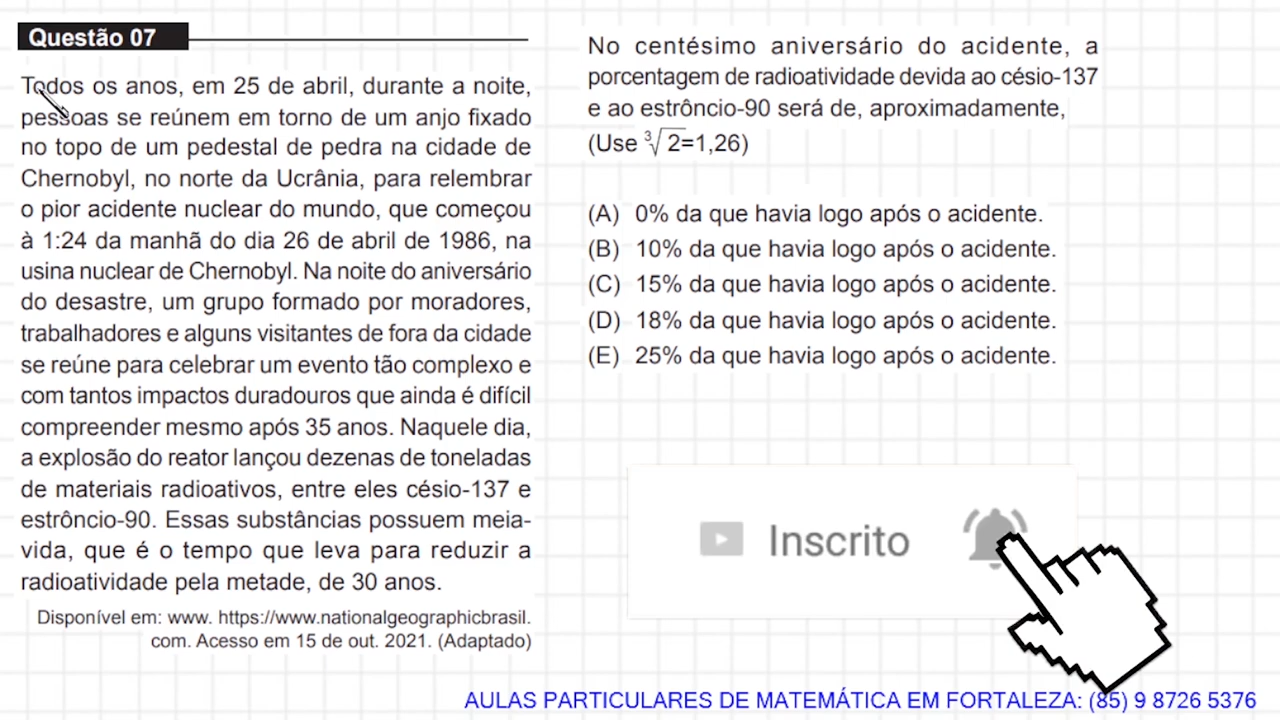 Questão 07
Todos os anos, em 25 de abril, durante a noite,
pessoas se reúnem em torno de um anjo fixado
no topo de um pedestal de pedra na cidade de
Chernobyl, no norte da Ucrânia, para relembrar
o pior acidente nuclear do mundo, que começou
à 1:24 da manhã do dia 26 de abril de 1986, na
usina nuclear de Chernobyl. Na noite do aniversário
do desastre, um grupo formado por moradores,
trabalhadores e alguns visitantes de fora da cidade
se reúne para celebrar um evento tão complexo e
com tantos impactos duradouros que ainda é difícil
compreender mesmo após 35 anos. Naquele dia,
a explosão do reator lançou dezenas de toneladas
de materiais radioativos, entre eles césio-137 e
estrôncio-90. Essas substâncias possuem meia-
vida, que é o tempo que leva para reduzir a
radioatividade pela metade, de 30 anos.
Disponível em: www. https://www.nationalgeographicbrasil.
com. Acesso em 15 de out. 2021. (Adaptado)
No centésimo aniversário do acidente, a
porcentagem de radioatividade devida ao césio-137
e ao estrôncio-90 será de, aproximadamente,
(Use ∛2=1,26)
(A) 0% da que havia logo após o acidente.
(B) 10% da que havia logo após o acidente.
(C) 15% da que havia logo após o acidente.
(D) 18% da que havia logo após o acidente.
(E) 25% da que havia logo após o acidente.
Inscrito
AULAS PARTICULARES DE MATEMÁTICA EM FORTALEZA: (85) 9 8726 5376